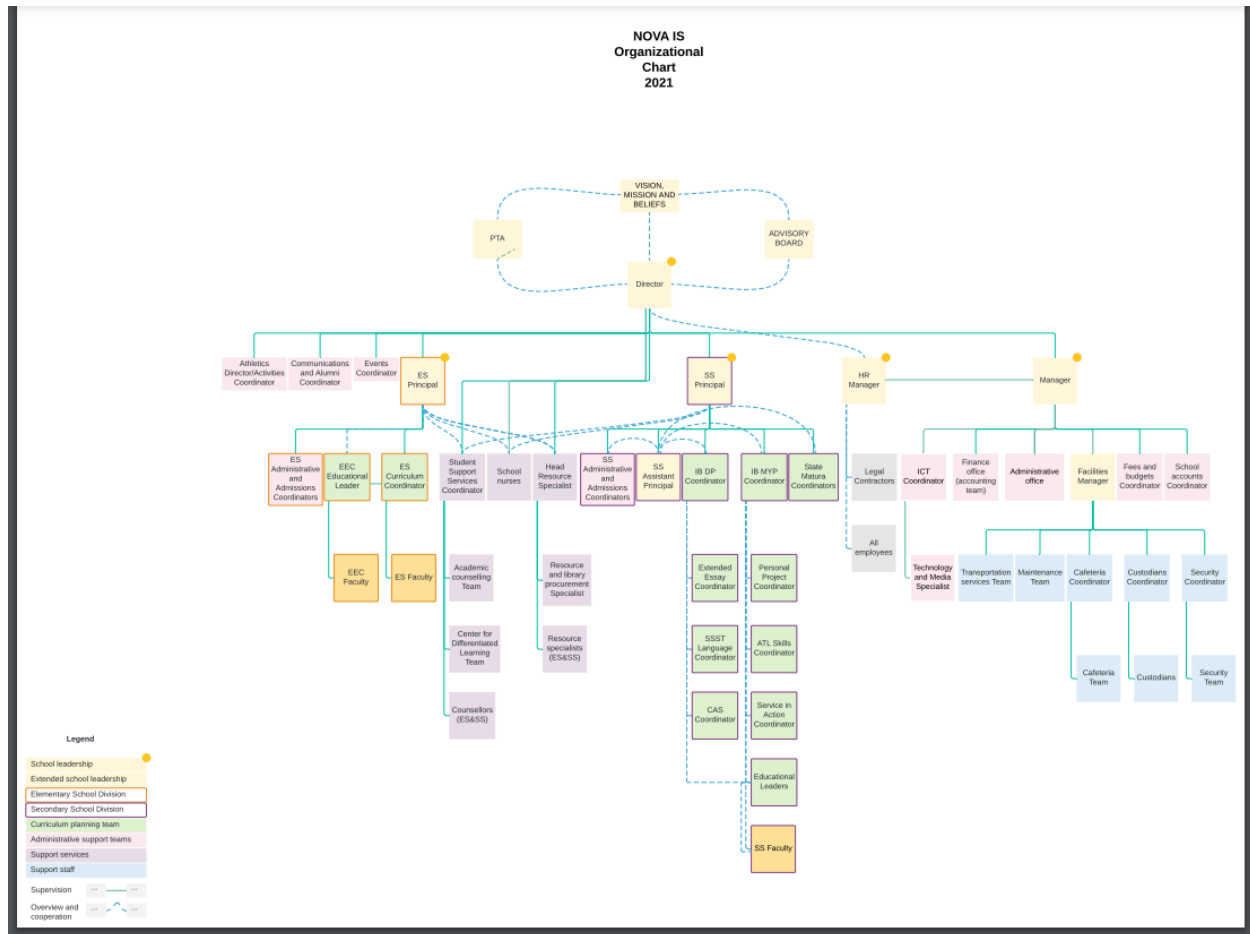 NOVA IS
Organizational
Chart
2021
VISION,
MISSION AND
BELIEFS
PTA
ADVISORY
BOARD
Director
Athletics
Director/Activities
Coordinator
Communications
and Alumni
Coordinator
Events
Coordinator
ES
Principal
SS
Principal
HR
Manager
Manager
ES
Administrative
and
Admissions
Coordinators
EEC
Educational
Leader
ES
Curriculum
Coordinator
Student
Support
Services
Coordinator
School
nurses
Head
Resource
Specialist
SS
Administrative
and
Admissions
Coordinators
SS
Assistant
Principal
IB DP
Coordinator
IB MYP
Coordinator
State
Matura
Coordinators
Legal
Contractors
ICT
Coordinator
Finance
office
(accounting
team)
Administrative
office
Facilities
Manager
Fees and
budgets
Coordinator
School
accounts
Coordinator
All
employees
EEC
Faculty
ES Faculty
Academic
counselling
Team
Resource
and library
procurement
Specialist
Extended
Essay
Coordinator
Personal
Project
Coordinator
Technology
and Media
Specialist
Transportation
services Team
Maintenance
Team
Cafeteria
Coordinator
Custodians
Coordinator
Security
Coordinator
Center for
Differentiated
Learning
Team
Resource
specialists
(ES&SS)
SSST
Language
Coordinator
ATL Skills
Coordinator
Cafeteria
Team
Custodians
Security
Team
Counsellors
(ES&SS)
CAS
Coordinator
Service in
Action
Coordinator
Educational
Leaders
SS Faculty
Legend
School leadership
Extended school leadership
Elementary School Division
Secondary School Division
Curriculum planning team
Administrative support teams
Support services
Support staff
Supervision ... ...
Overview and
cooperation ... ...